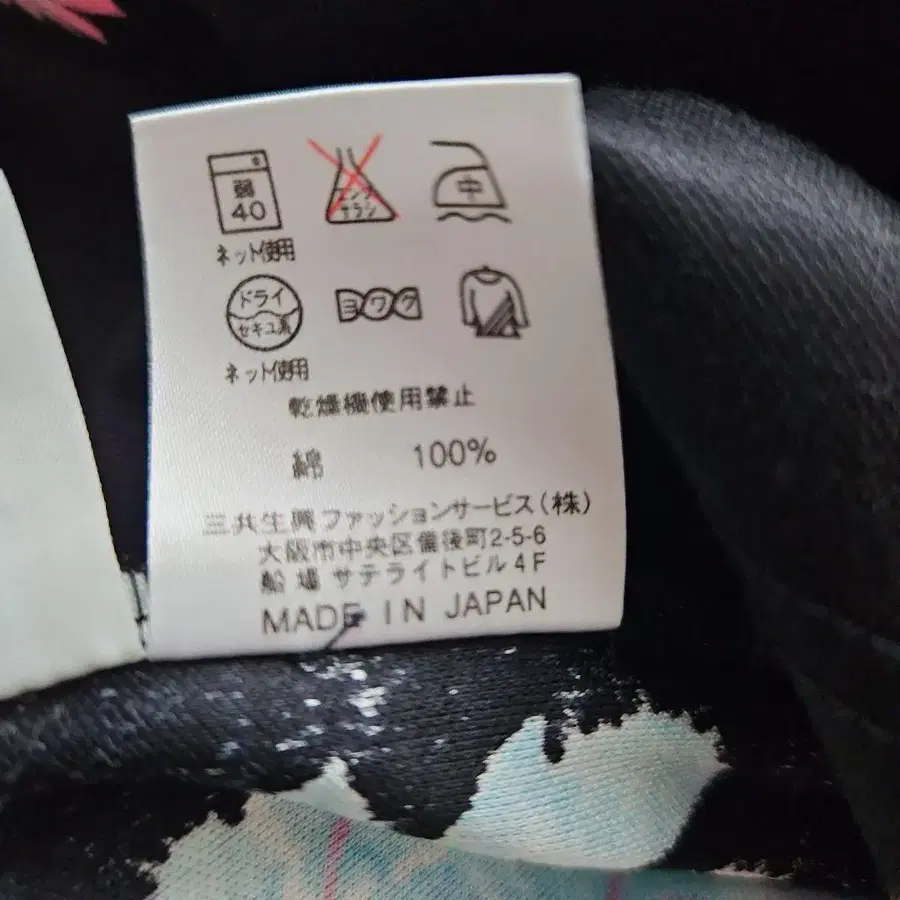 弱
40
ネット使用
エンソ
サラシ
中
ドライ
セキユ系
ネット使用
ヨワク
乾燥機使用禁止
綿 100%
三共生興ファッションサービス(株)
大阪市中央区備後町2-5-6
船場サテライトビル4F
MADE IN JAPAN